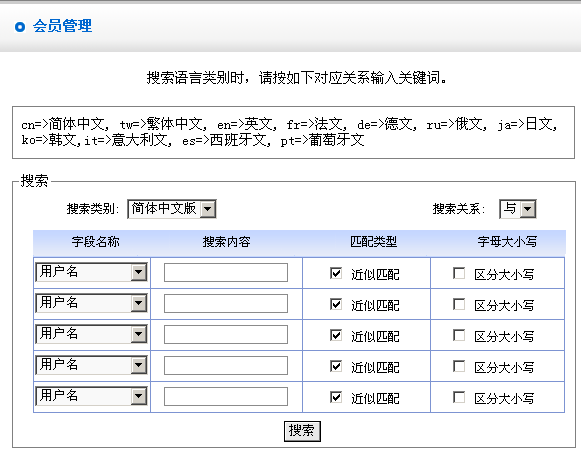 会员管理
搜索语言类别时，请按如下对应关系输入关键词。
cn=>简体中文, tw=>繁体中文, en=>英文, fr=>法文, de=>德文, ru=>俄文, ja=>日文,
ko=>韩文,it=>意大利文, es=>西班牙文, pt=>葡萄牙文
搜索
搜索类别: 简体中文版 搜索关系: 与
字段名称 搜索内容 匹配类型 字母大小写
用户名 近似匹配 区分大小写
用户名 近似匹配 区分大小写
用户名 近似匹配 区分大小写
用户名 近似匹配 区分大小写
用户名 近似匹配 区分大小写
搜索